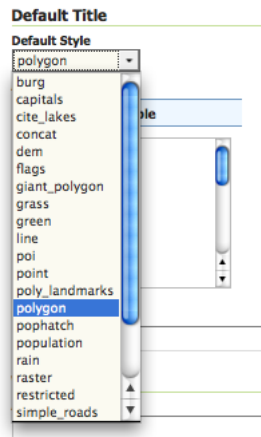 Default Title
Default Style
polygon
burg
capitals
cite_lakes
concat
dem
flags
giant_polygon
grass
green
line
poi
point
poly_landmarks
polygon
pophatch
population
rain
raster
restricted
simple_roads